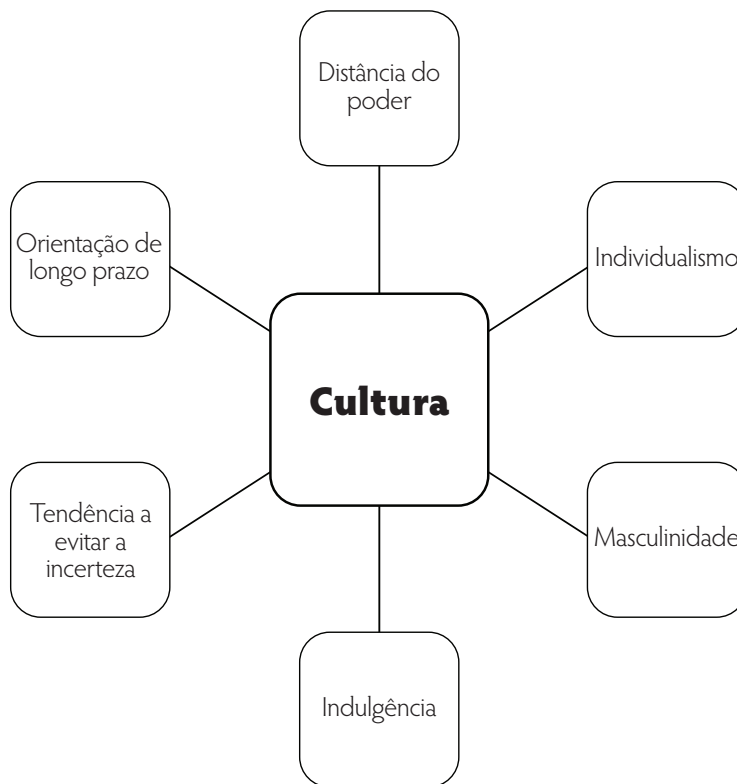 Distância do
poder
Orientação de
longo prazo
Individualismo
Cultura
Tendência a
evitar a
incerteza
Masculinidade
Indulgência